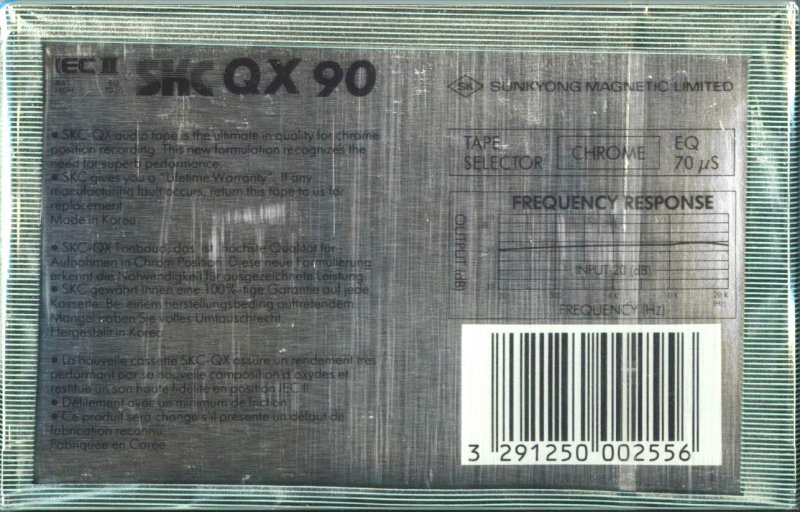 IEC II SKC QX 90
SK SUNKYONG MAGNETIC LIMITED
• SKC-QX audio tape is the ultimate in quality for chrome
position recording. This new formulation recognizes the
need for superb performance.
• SKC gives you a "Lifetime Warranty". If any
manufacturing fault occurs, return this tape to us for
replacement.
Made in Korea
• SKC-QX Tonband, das ist höchste Qualität für
Aufnahmen in Chrom Position. Diese neue Formulierung
erkennt die Notwendigkeit für ausgezeichnete Leistung.
• SKC gewährt Ihnen eine 100%-tige Garantie auf jede
Kassette. Bei einem herstellungsbeding auftretendem
Mangel haben Sie volles Umtauschrecht.
Hergestellt in Korea
• La nouvelle cassette SKC-QX assure un rendement très
performant par sa nouvelle composition d'oxydes et
restitue un son haute fidélité en position IEC II
• Défilement avec un minimum de friction
• Ce produit sera changé s'il présente un défaut de
fabrication reconnu
Fabriquée en Corée
TAPE
SELECTOR
CHROME
EQ
70 µS
FREQUENCY RESPONSE
OUTPUT (dB)
INPUT 20 (dB)
20 K
(Hz)
FREQUENCY (Hz)
3 291250 002556